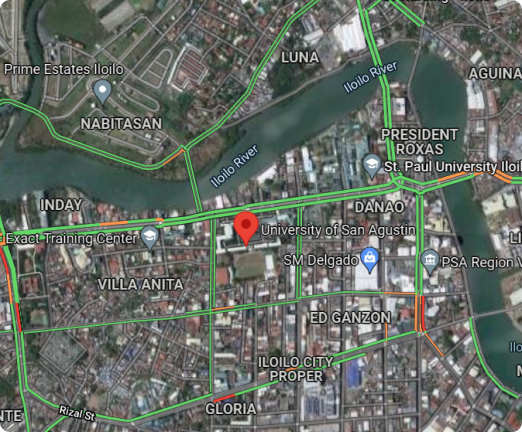 LUNA
Iloilo River
Prime Estates Iloilo
AGUINA
NABITASAN
PRESIDENT
ROXAS
Iloilo River
St. Paul University Iloil
INDAY
DANAO
University of San Agustin
Exact Training Center
LI
SM Delgado
PSA Region V
VILLA ANITA
ED GANZON
Ilo
ILOILO CITY
PROPER
M
Rizal St
GLORIA
NTE